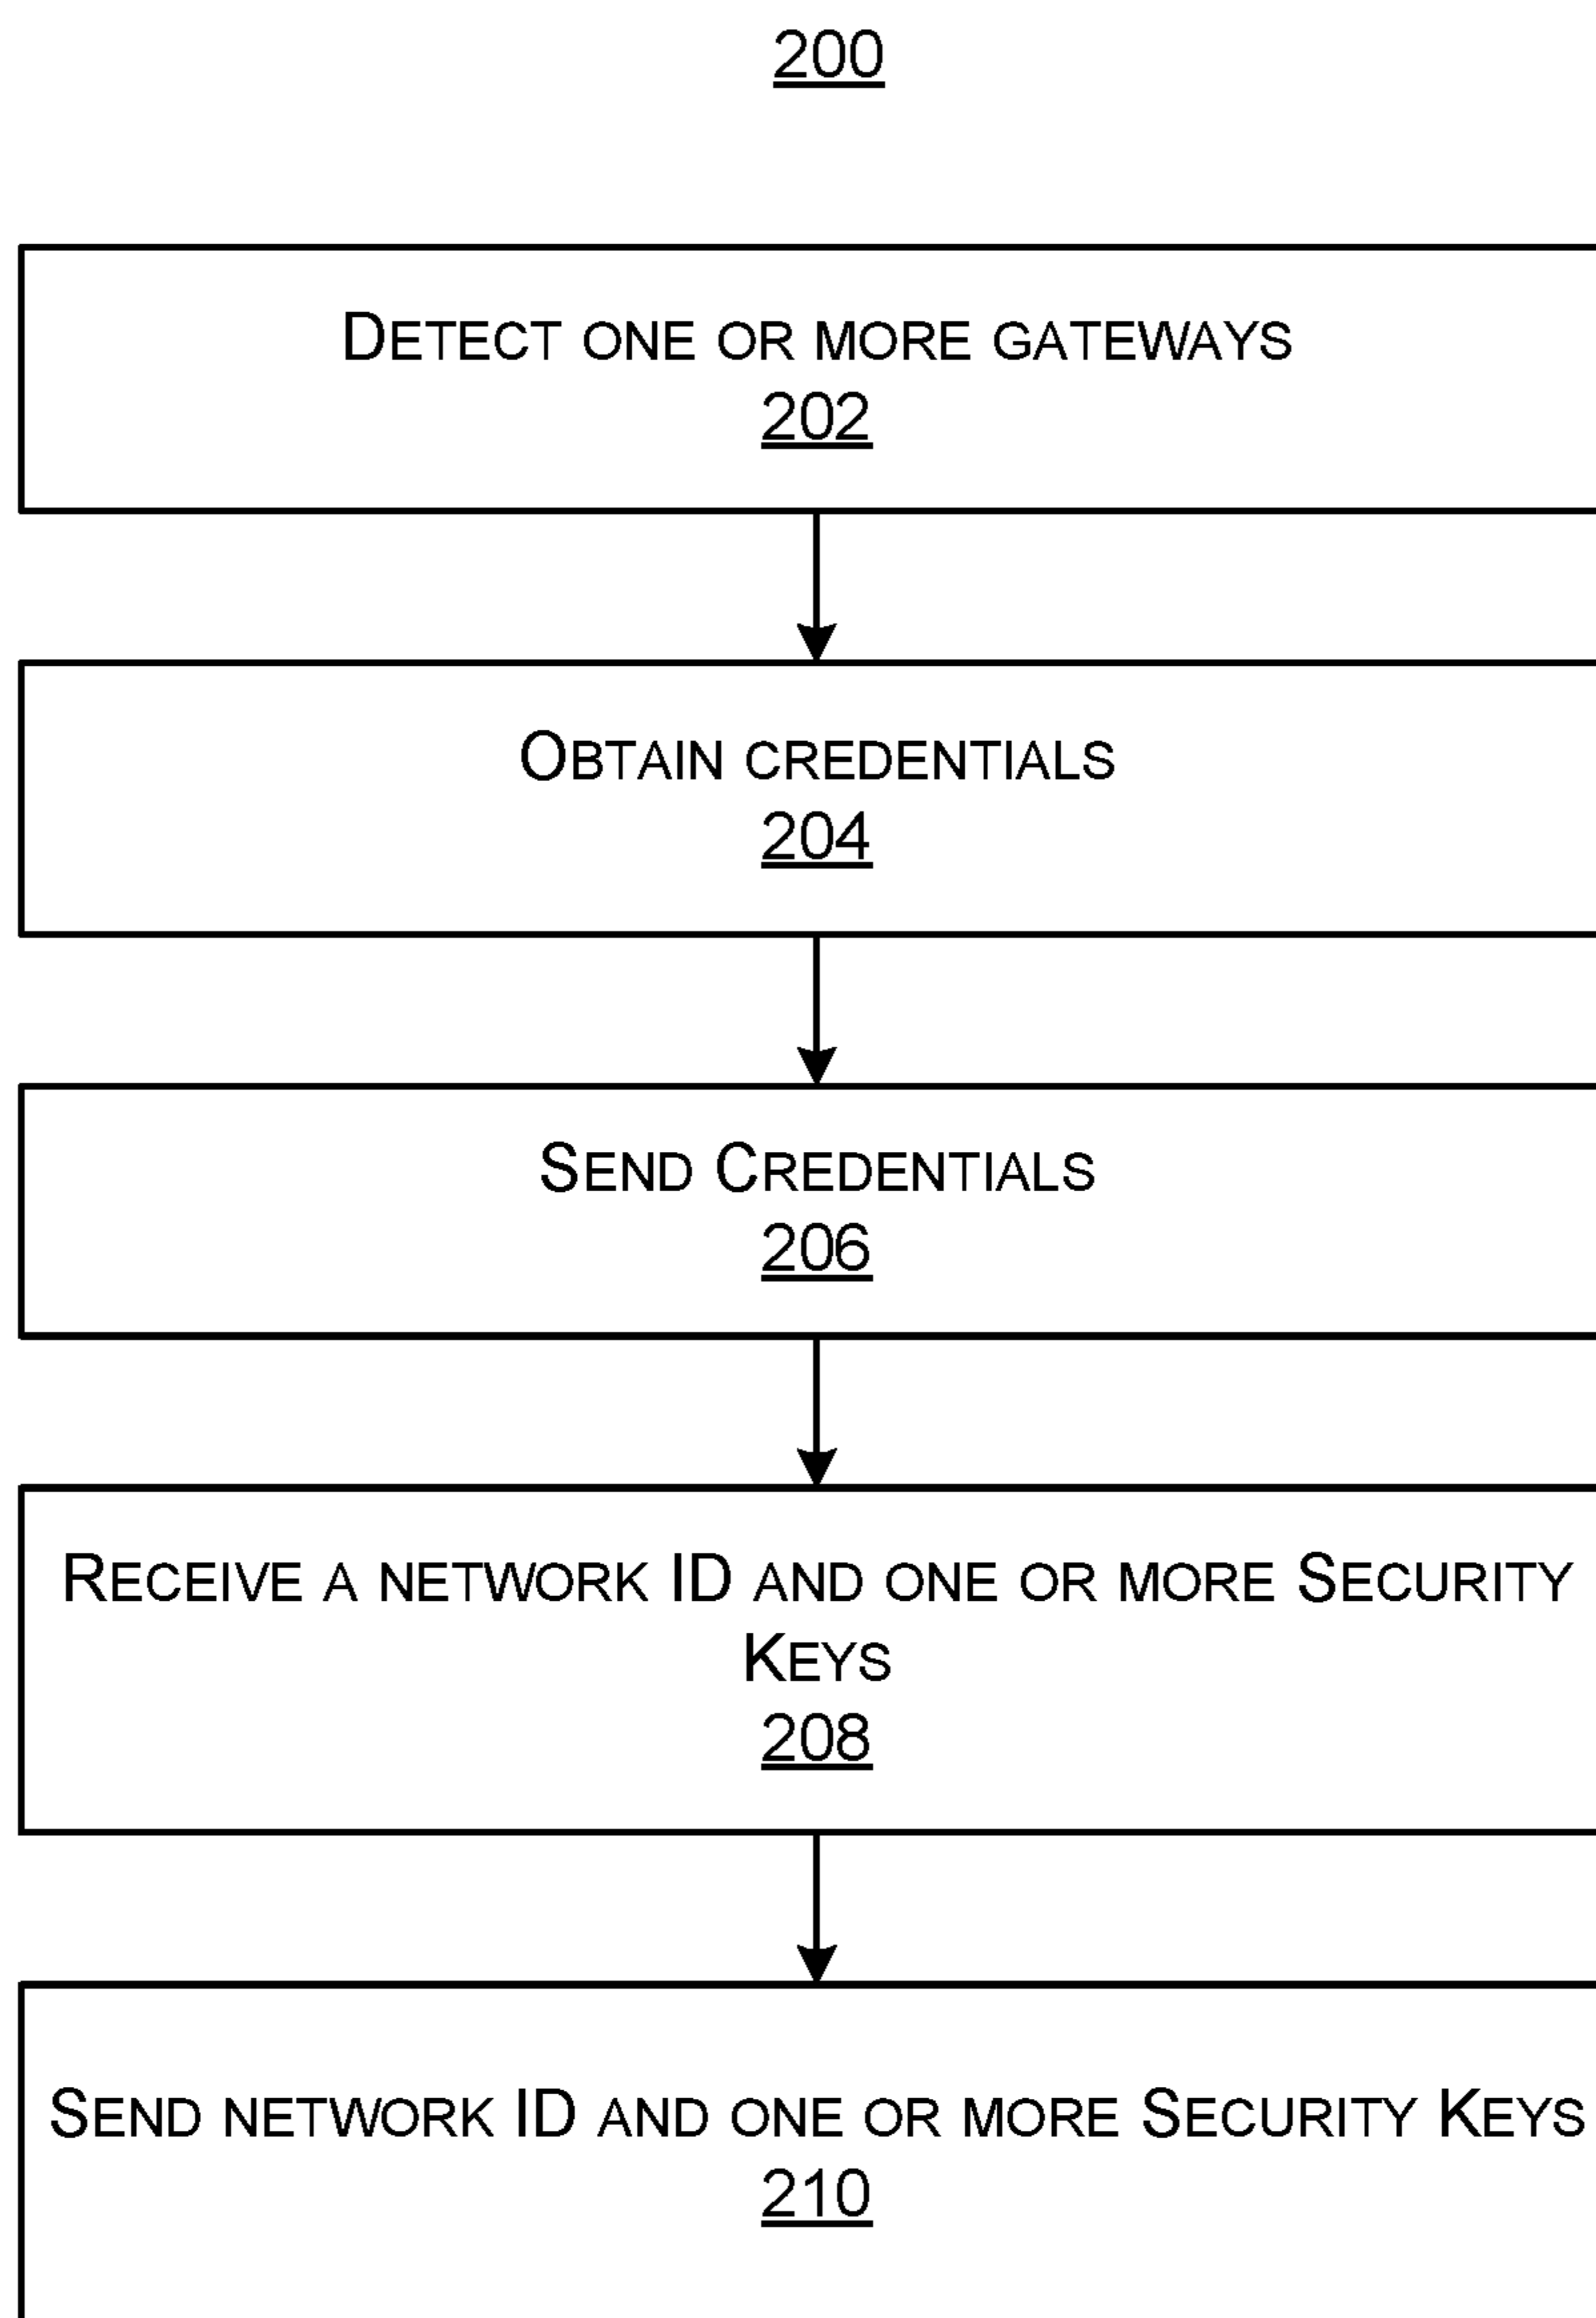 200
Detect one or more gateways
202
Obtain credentials
204
Send Credentials
206
Receive a network ID and one or more Security
Keys
208
Send network ID and one or more Security Keys
210